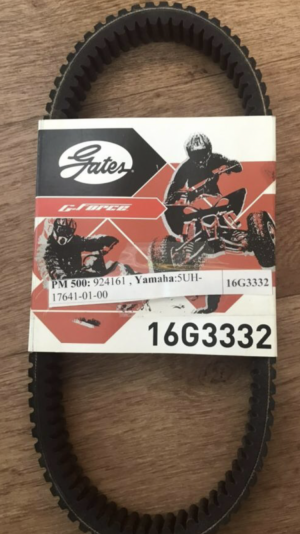 Gates
G-FORCE
PM 500: 924161 , Yamaha:5UH-
17641-01-00
16G3332
16G3332